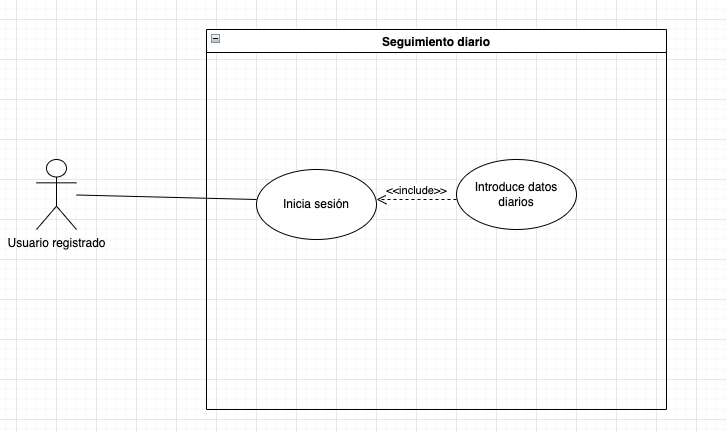 Seguimiento diario
Inicia sesión
<<include>>
Introduce datos
diarios
Usuario registrado